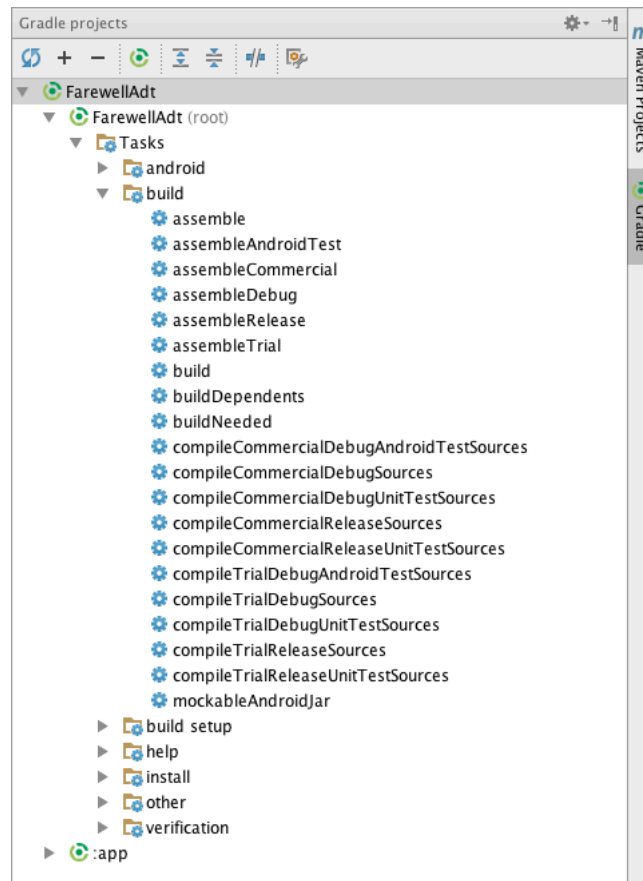 Gradle projects
FarewellAdt
FarewellAdt (root)
Tasks
android
build
assemble
assembleAndroidTest
assembleCommercial
assembleDebug
assembleRelease
assembleTrial
build
buildDependents
buildNeeded
compileCommercialDebugAndroidTestSources
compileCommercialDebugSources
compileCommercialDebugUnitTestSources
compileCommercialReleaseSources
compileCommercialReleaseUnitTestSources
compileTrialDebugAndroidTestSources
compileTrialDebugSources
compileTrialDebugUnitTestSources
compileTrialReleaseSources
compileTrialReleaseUnitTestSources
mockableAndroidJar
build setup
help
install
other
verification
:app
m
Maven Projects
Gradle